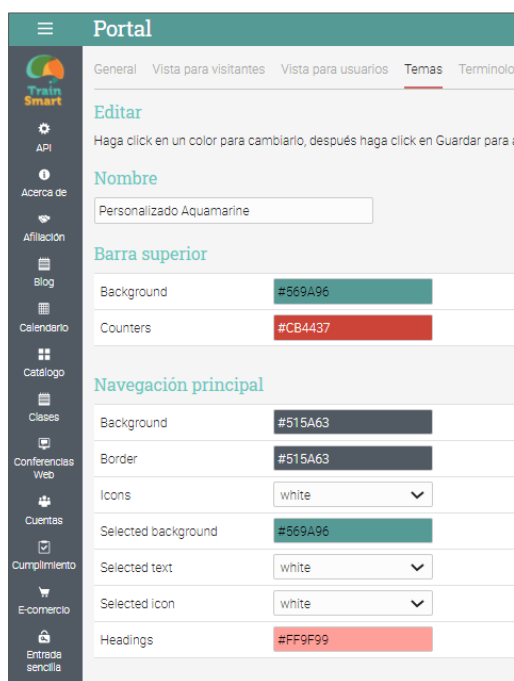 Portal
Train
Smart
API
Acerca de
Afiliación
Blog
Calendario
Catálogo
Clases
Conferencias
Web
Cuentas
Cumplimiento
E-comercio
Entrada
sencilla
General Vista para visitantes Vista para usuarios Temas Terminolo
Editar
Haga click en un color para cambiarlo, después haga click en Guardar para a
Nombre
Personalizado Aquamarine
Barra superior
Background #569A96
Counters #CB4437
Navegación principal
Background #515A63
Border #515A63
Icons white
Selected background #569A96
Selected text white
Selected icon white
Headings #FF9F99